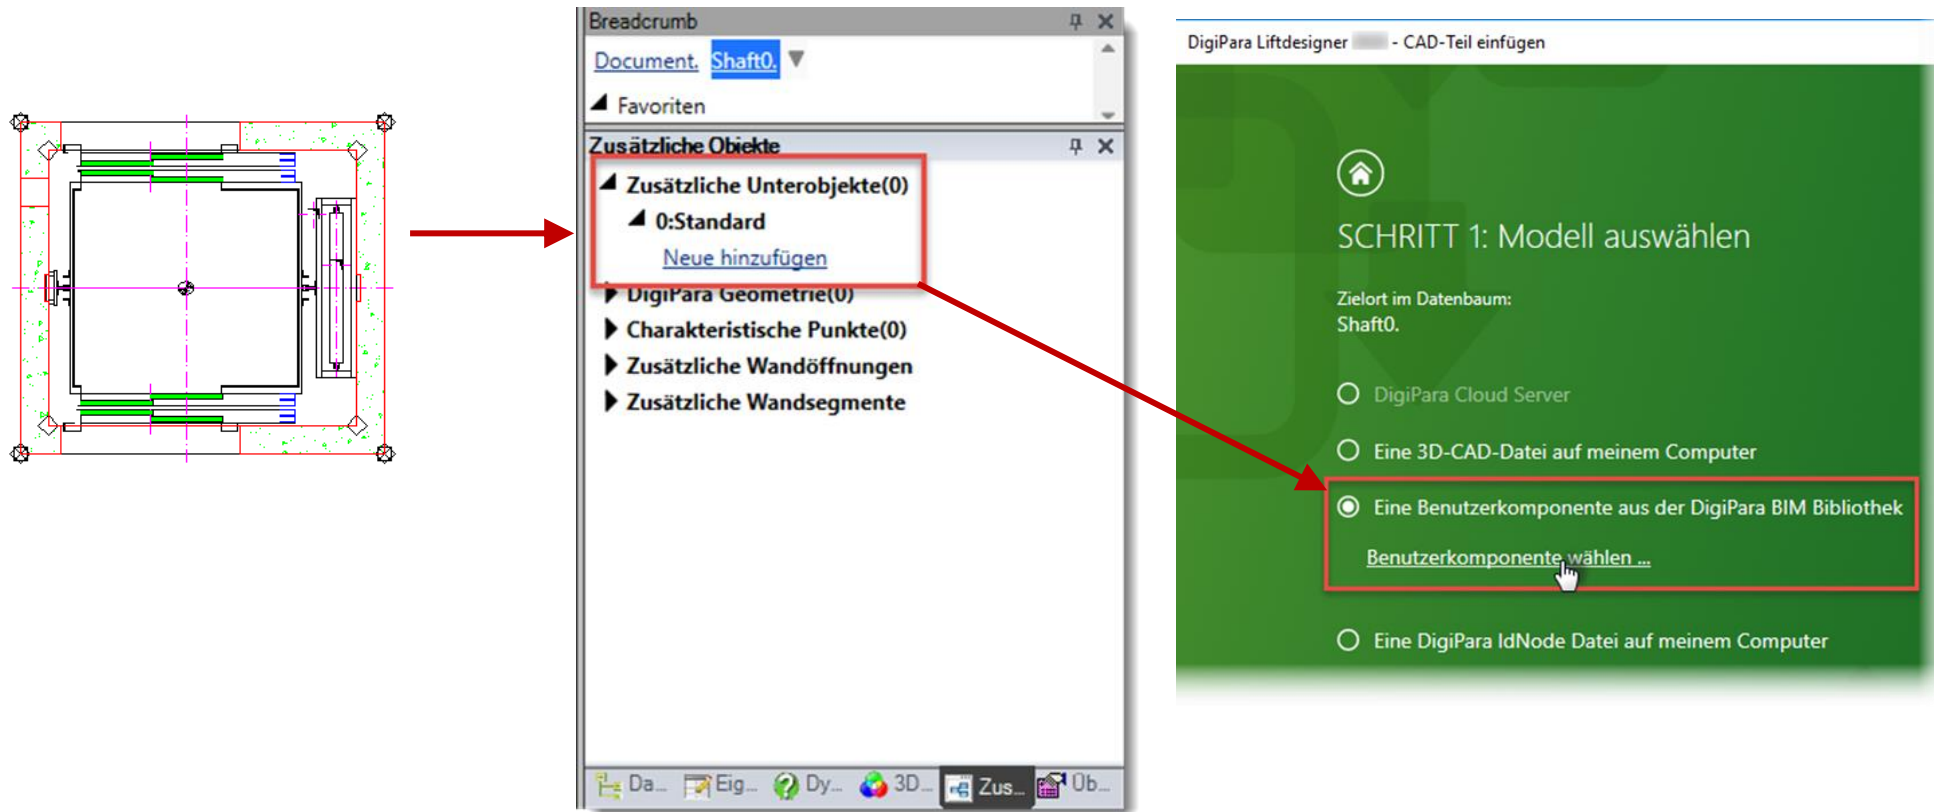 Breadcrumb
Document. Shaft0.
Favoriten
Zusätzliche Objekte
Zusätzliche Unterobjekte(0)
0:Standard
Neue hinzufügen
DigiPara Geometrie(0)
Charakteristische Punkte(0)
Zusätzliche Wandöffnungen
Zusätzliche Wandsegmente
Da... Eig... Dy... 3D... Zus... Üb...
DigiPara Liftdesigner - CAD-Teil einfügen
SCHRITT 1: Modell auswählen
Zielort im Datenbaum:
Shaft0.
DigiPara Cloud Server
Eine 3D-CAD-Datei auf meinem Computer
Eine Benutzerkomponente aus der DigiPara BIM Bibliothek
Benutzerkomponente wählen ...
Eine DigiPara IdNode Datei auf meinem Computer